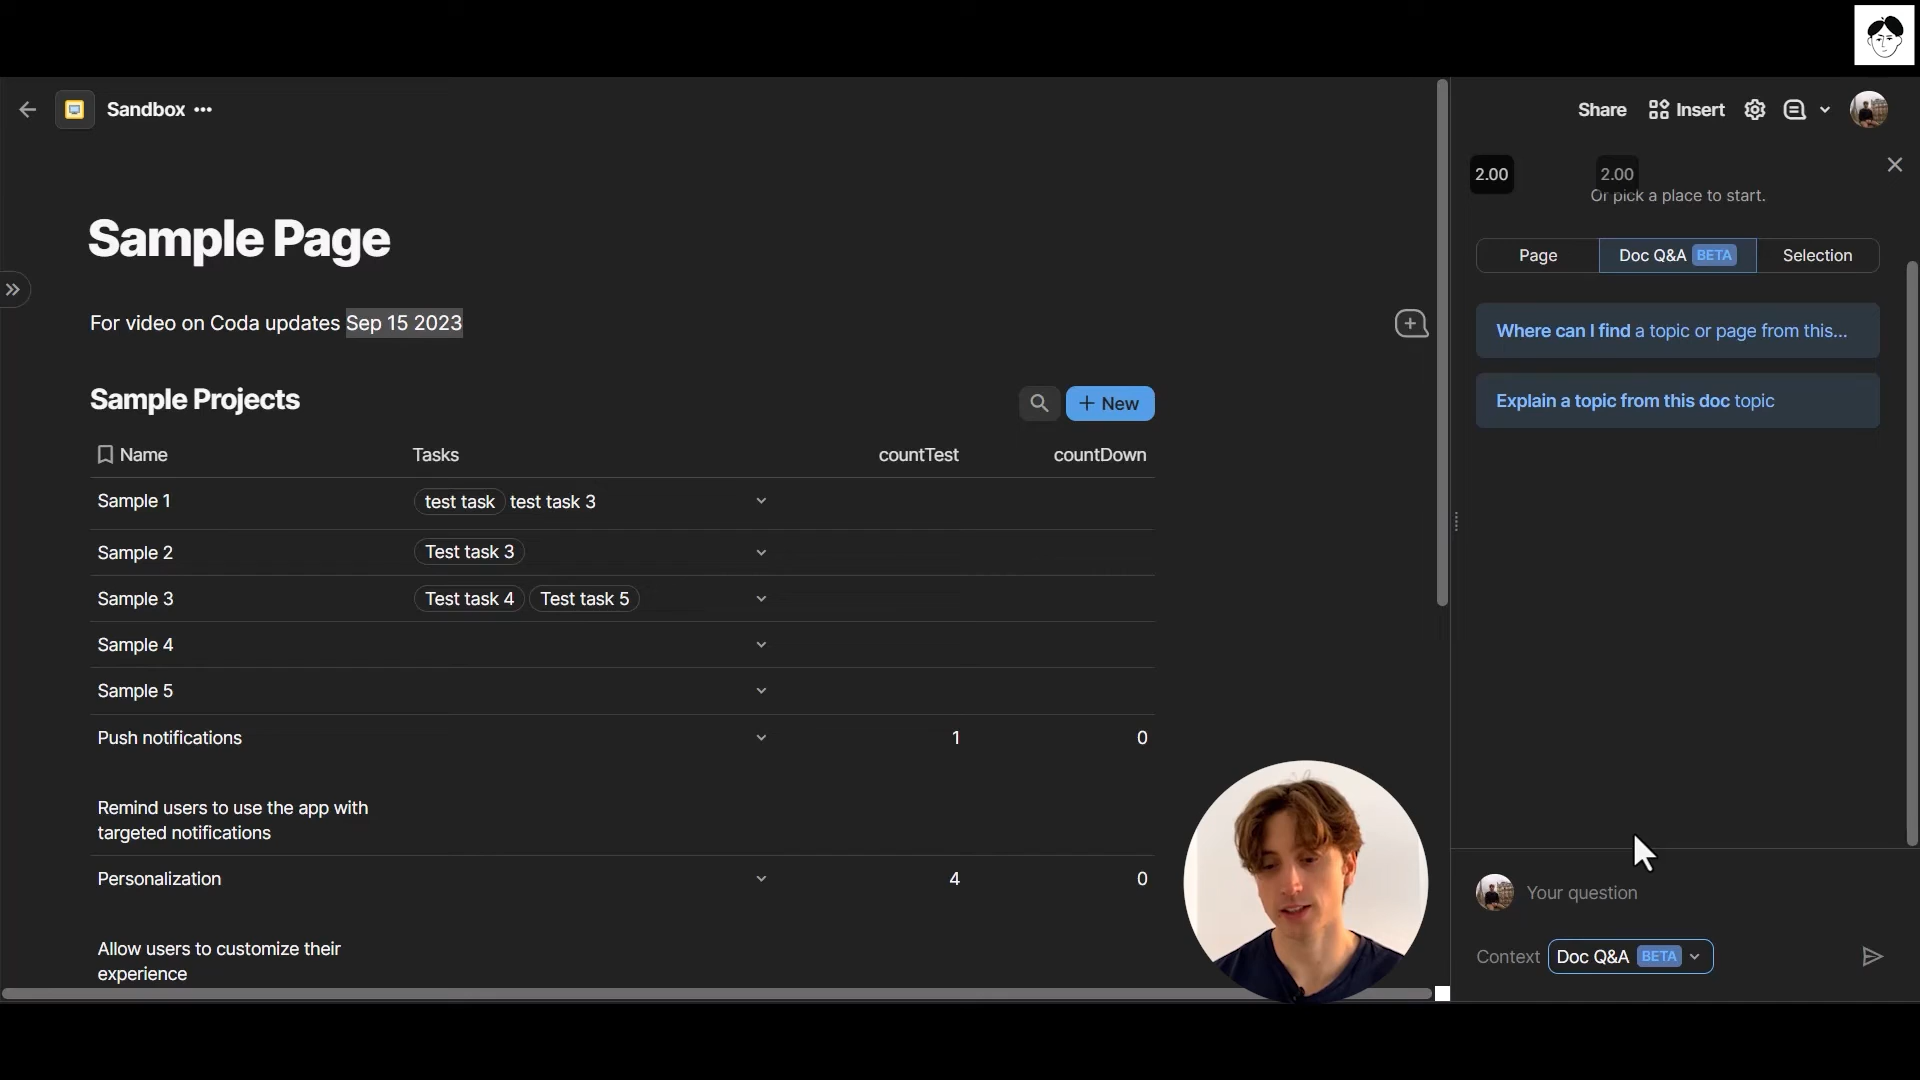 Sandbox •••
Share
Insert
2.00
2.00
Or pick a place to start.
Page
Doc Q&A BETA
Selection
Sample Page
For video on Coda updates Sep 15 2023
Where can I find a topic or page from this...
Explain a topic from this doc topic
Sample Projects
+ New
Name Tasks countTest countDown
Sample 1 test task test task 3
Sample 2 Test task 3
Sample 3 Test task 4 Test task 5
Sample 4
Sample 5
Push notifications 1 0
Remind users to use the app with
targeted notifications
Personalization 4 0
Allow users to customize their
experience
Your question
Context Doc Q&A BETA